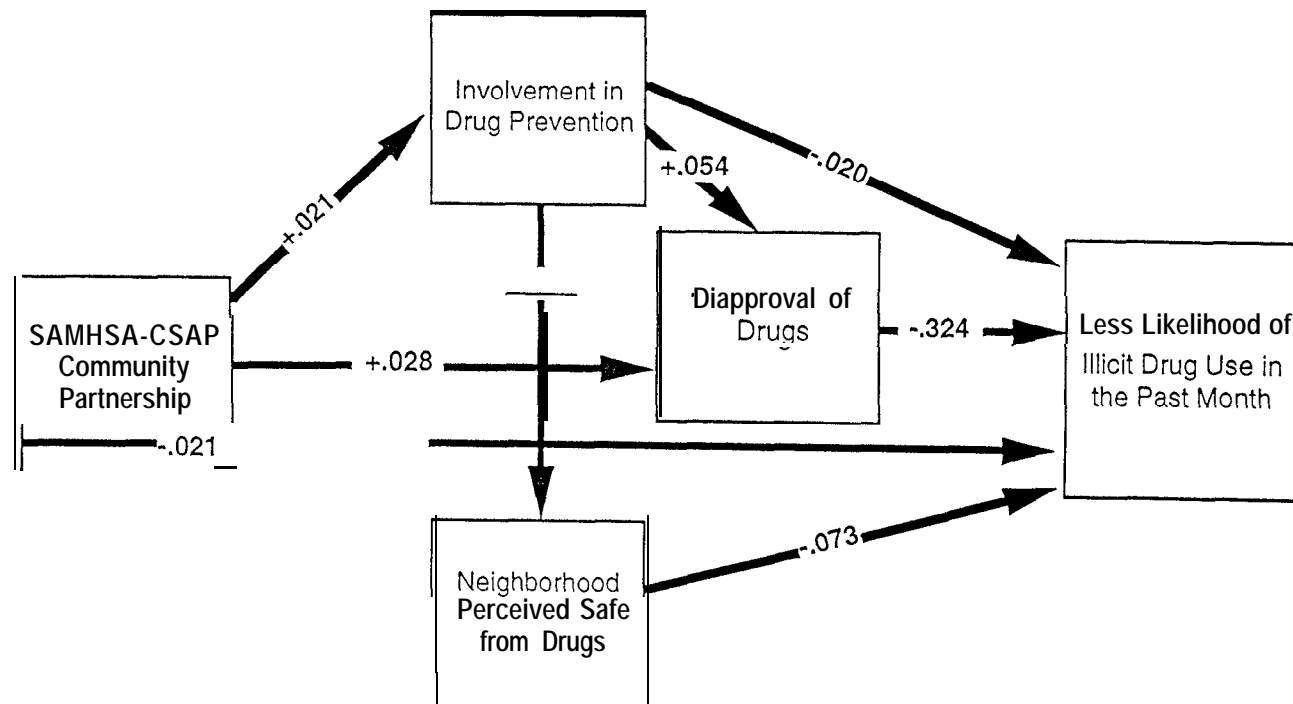 Involvement in
Drug Prevention
-.020
+.054
+.021
Diapproval of
Drugs
-.324
Less Likelihood of
Illicit Drug Use in
the Past Month
SAMHSA-CSAP
Community
Partnership
+.028
-.021
-.073
Neighborhood
Perceived Safe
from Drugs